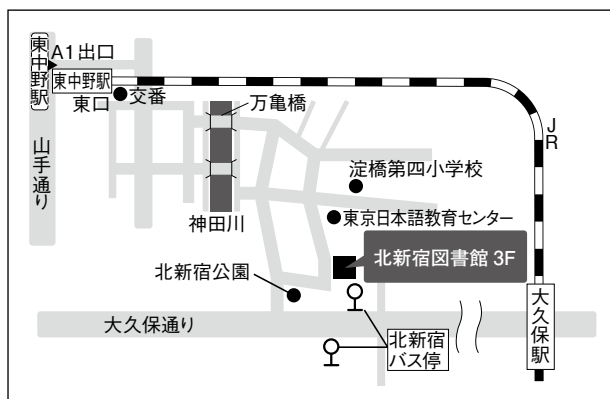 東中野駅
A1出口
東中野駅
東口
交番
万亀橋
山手通り
神田川
JR
淀橋第四小学校
東京日本語教育センター
北新宿図書館 3F
北新宿公園
大久保通り
北新宿
バス停
大久保駅